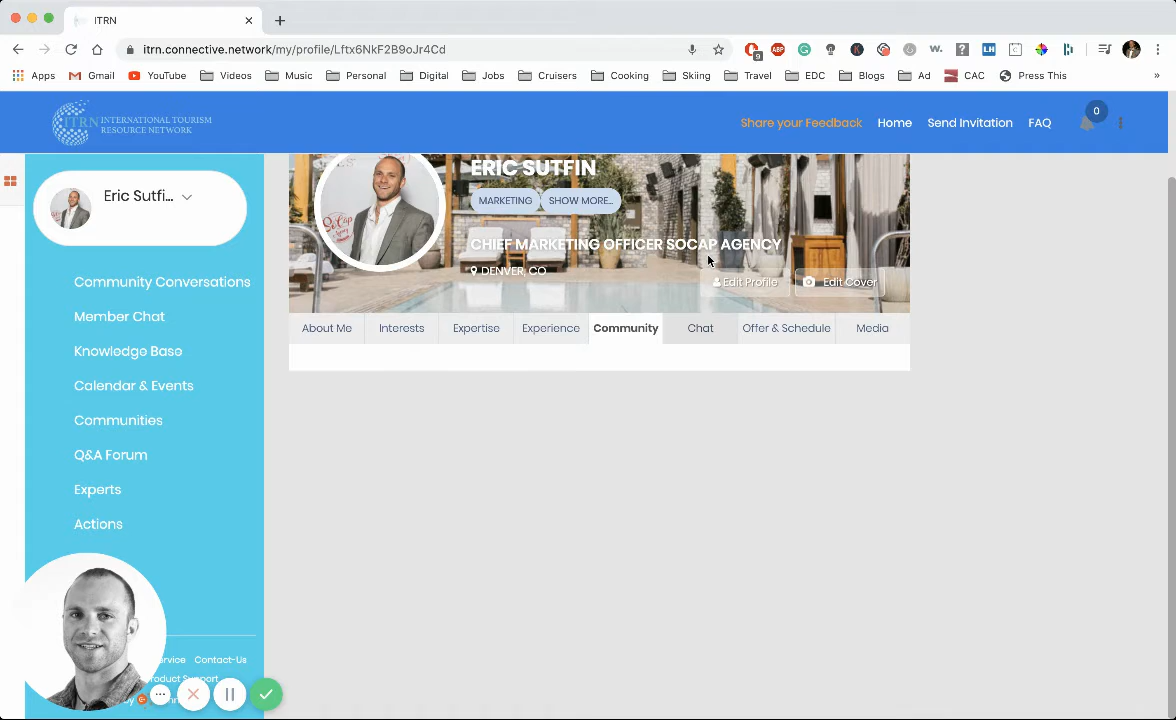 ITRN
itrn.connective.network/my/profile/Lftx6NkF2B9oJr4Cd
9
Apps Gmail YouTube Videos Music Personal Digital Jobs Cruisers Cooking Skiing Travel EDC Blogs Ad CAC Press This »
ITRN INTERNATIONAL TOURISM
RESOURCE NETWORK
Share your Feedback Home Send Invitation FAQ 0
Eric Sutfi...
Community Conversations
Member Chat
Knowledge Base
Calendar & Events
Communities
Q&A Forum
Experts
Actions
Contact-Us
ERIC SUTFIN
MARKETING SHOW MORE...
CHIEF MARKETING OFFICER SOCAP AGENCY
DENVER, CO
Edit Profile Edit Cover
About Me Interests Expertise Experience Community Chat Offer & Schedule Media